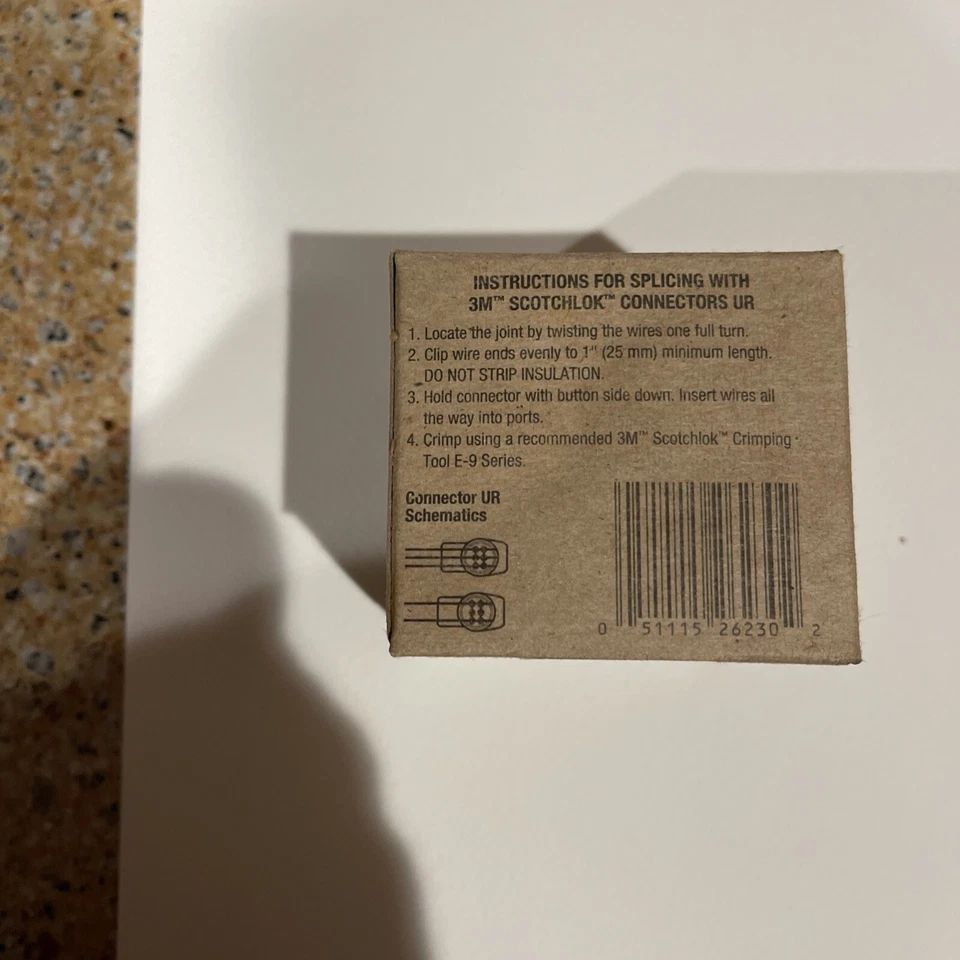 INSTRUCTIONS FOR SPLICING WITH
3M™ SCOTCHLOK™ CONNECTORS UR
1. Locate the joint by twisting the wires one full turn.
2. Clip wire ends evenly to 1" (25 mm) minimum length.
DO NOT STRIP INSULATION.
3. Hold connector with button side down. Insert wires all
the way into ports.
4. Crimp using a recommended 3M™ Scotchlok™ Crimping
Tool E-9 Series.
Connector UR
Schematics
0 51115 26230 2